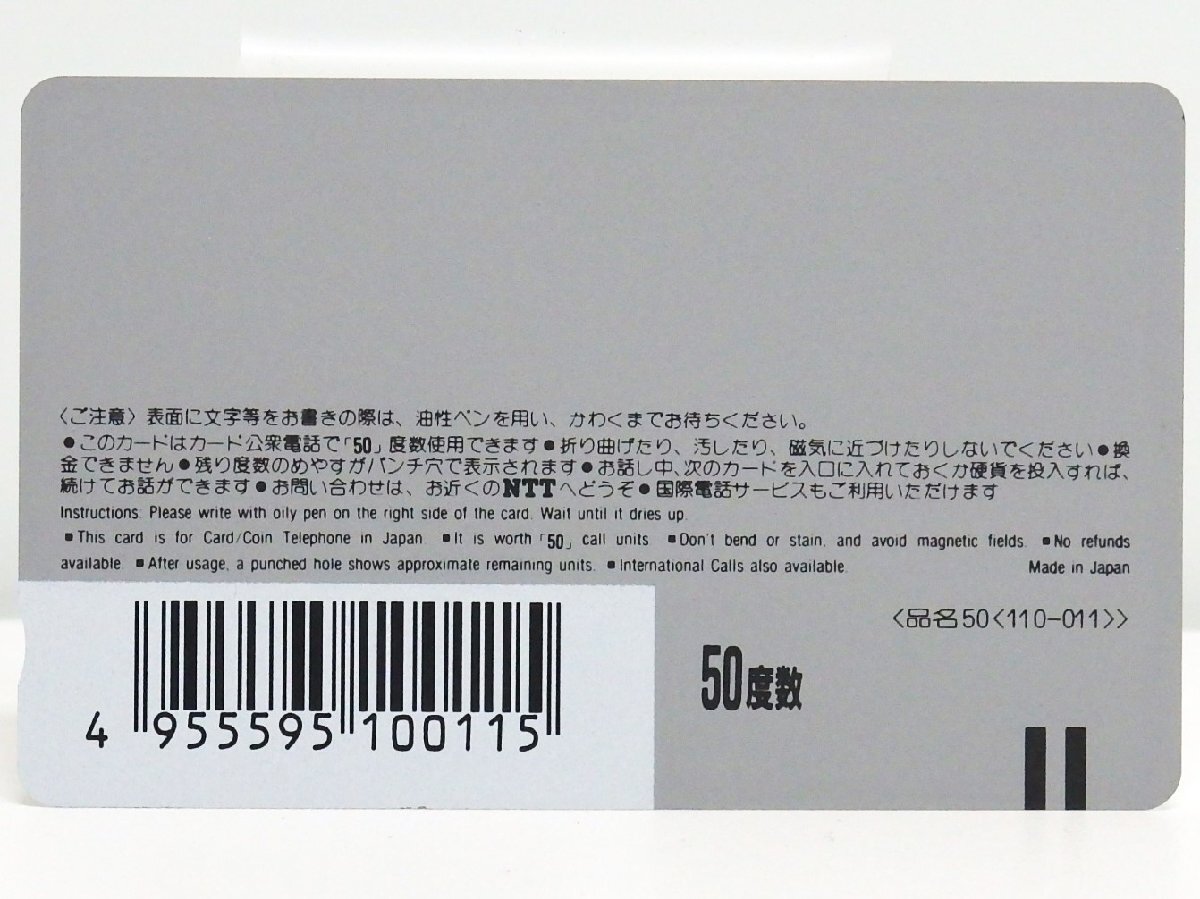 〈ご注意〉表面に文字等をお書きの際は、油性ペンを用い、かわくまでお待ちください。
●このカードはカード公衆電話で「50」度数使用できます■折り曲げたり、汚したり、磁気に近づけたりしないでください●換
金できません●残り度数のめやすがパンチ穴で表示されます●お話し中、次のカードを入口に入れておくか硬貨を投入すれば、
続けてお話ができます●お問い合わせは、お近くのNTTへどうぞ●国際電話サービスもご利用いただけます
Instructions: Please write with oily pen on the right side of the card. Wait until it dries up.
■This card is for Card/Coin Telephone in Japan. ■It is worth「50」call units. ■Don't bend or stain, and avoid magnetic fields. ■No refunds
available. ■After usage, a punched hole shows approximate remaining units. ■International Calls also available. Made in Japan
<品名50<110-011>>
50度数
4 955595 100115